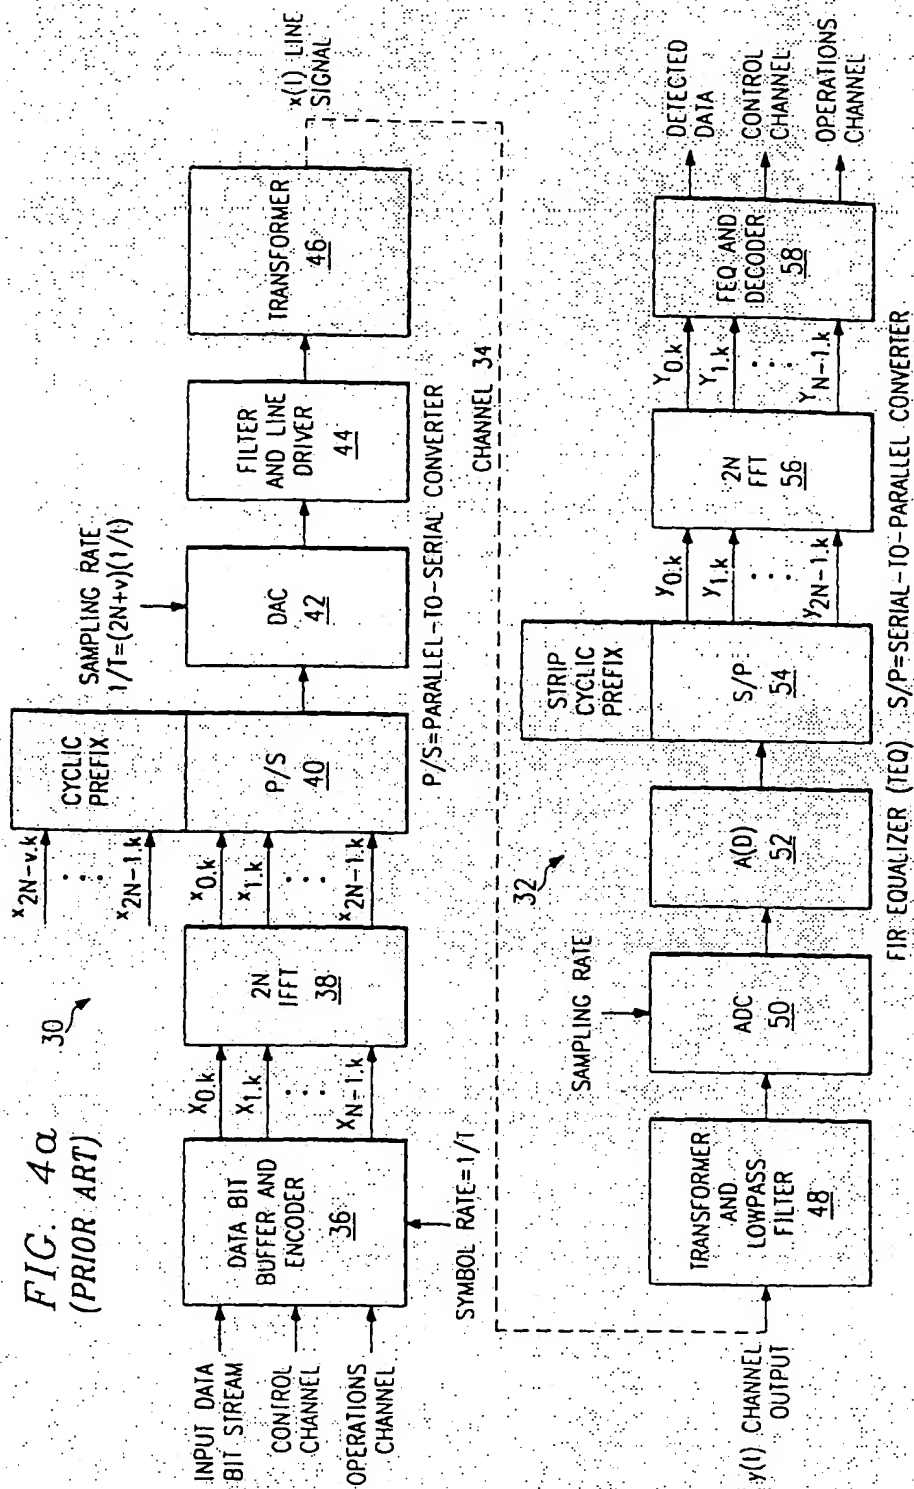 FIG. 4a
(PRIOR ART)
30
INPUT DATA
BIT STREAM
CONTROL
CHANNEL
OPERATIONS
CHANNEL
DATA BIT
BUFFER AND
ENCODER
36
SYMBOL RATE=1/T
X0.k
X1.k
XN-1.k
2N
IFFT
38
x2N-v.k
x2N-1.k
x0.k
x1.k
x2N-1.k
CYCLIC
PREFIX
P/S
40
SAMPLING RATE
1/T=(2N+v)(1/t)
DAC
42
FILTER
AND LINE
DRIVER
44
TRANSFORMER
46
x(t) LINE
SIGNAL
P/S=PARALLEL-TO-SERIAL CONVERTER
CHANNEL 34
32
y(t) CHANNEL
OUTPUT
TRANSFORMER
AND
LOWPASS
FILTER
48
SAMPLING RATE
ADC
50
A(D)
52
STRIP
CYCLIC
PREFIX
S/P
54
y0.k
y1.k
y2N-1.k
2N
FFT
56
Y0.k
Y1.k
YN-1.k
FEQ AND
DECODER
58
DETECTED
DATA
CONTROL
CHANNEL
OPERATIONS
CHANNEL
FIR EQUALIZER (TEQ) S/P=SERIAL-TO-PARALLEL CONVERTER